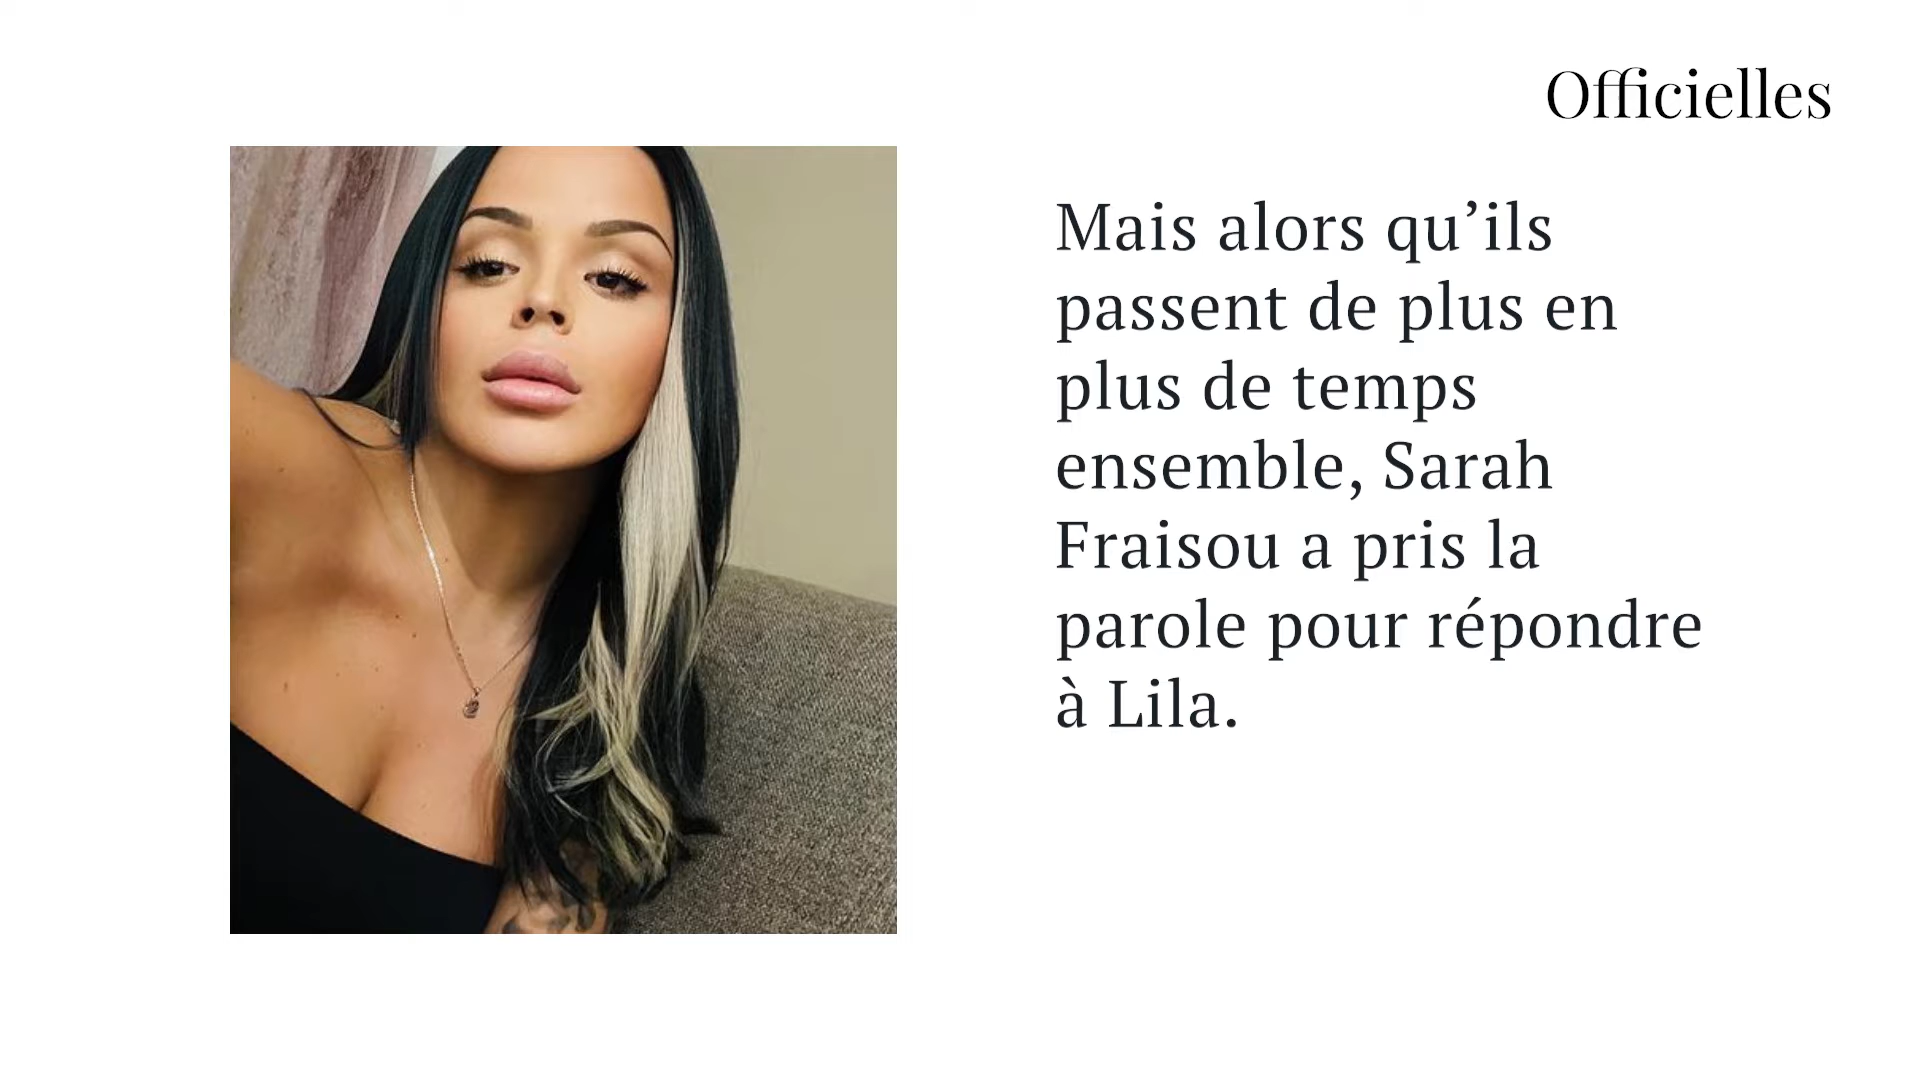 Officielles
Mais alors qu’ils
passent de plus en
plus de temps
ensemble, Sarah
Fraisou a pris la
parole pour répondre
à Lila.